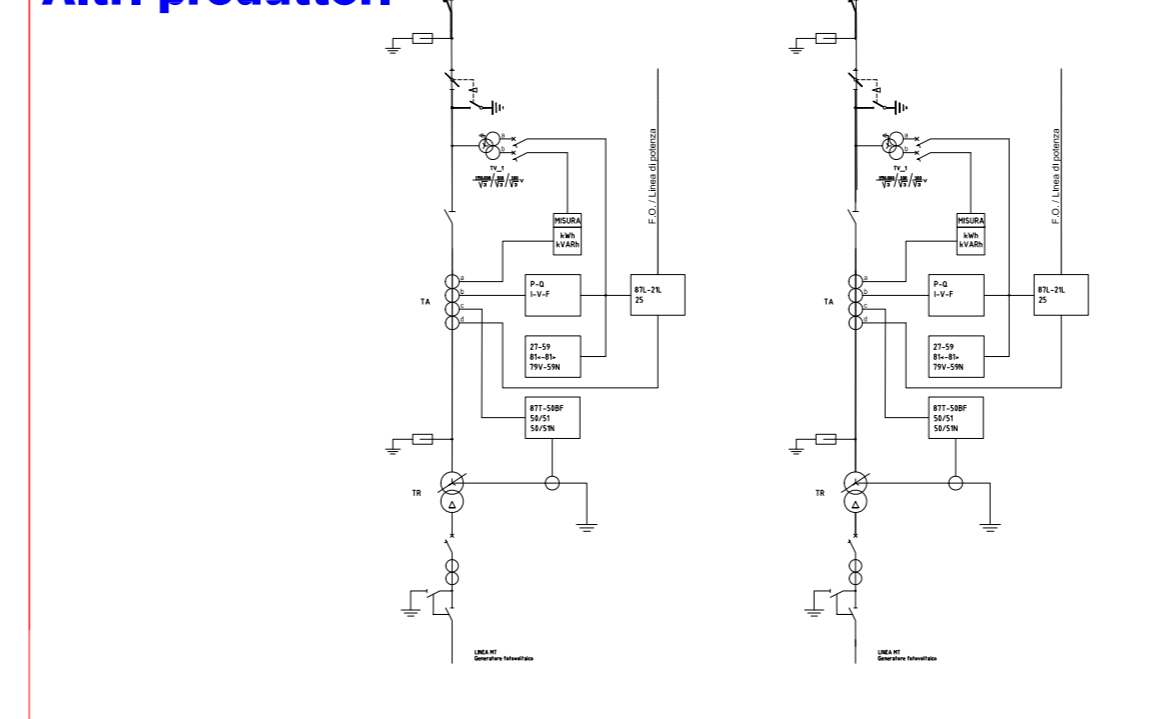 Altri produttori
a
b
TV_1
MISURA
kWh
kVARh
F.O. / Linea di potenza
TA
a
b
c
d
P-Q
I-V-F
87L-21L
25
27-59
81<-81>
79V-59N
87T-50BF
50/51
50/51N
TR
LINEA MT
Generatore fotovoltaico
a
b
TV_1
MISURA
kWh
kVARh
F.O. / Linea di potenza
TA
a
b
c
d
P-Q
I-V-F
87L-21L
25
27-59
81<-81>
79V-59N
87T-50BF
50/51
50/51N
TR
LINEA MT
Generatore fotovoltaico